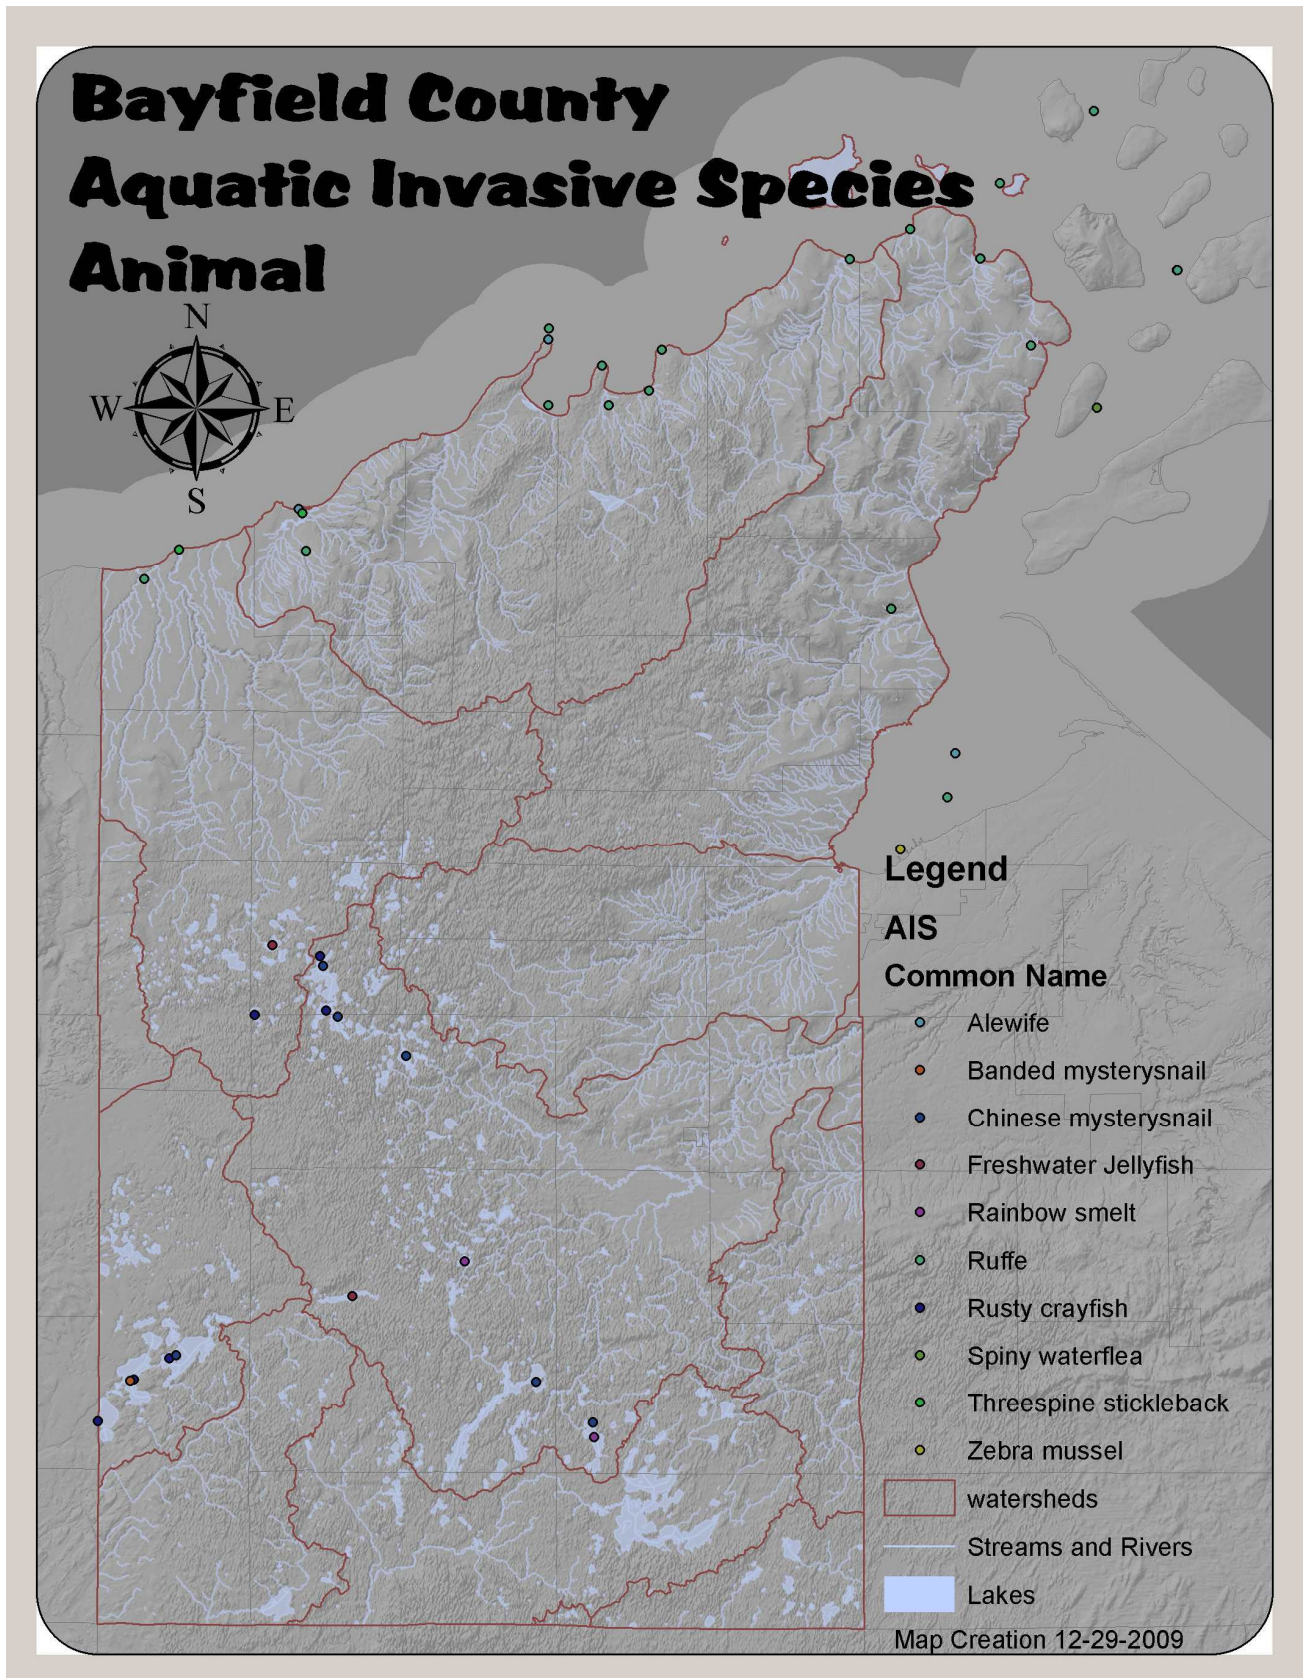 Bayfield County
Aquatic Invasive Species
Animal
N
W E
S
Legend
AIS
Common Name
Alewife
Banded mysterysnail
Chinese mysterysnail
Freshwater Jellyfish
Rainbow smelt
Ruffe
Rusty crayfish
Spiny waterflea
Threespine stickleback
Zebra mussel
watersheds
Streams and Rivers
Lakes
Map Creation 12-29-2009